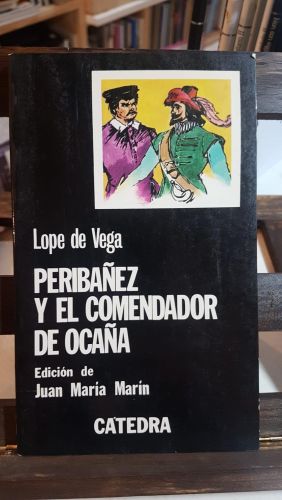 Lope de Vega
PERIBAÑEZ
Y EL COMENDADOR
DE OCAÑA
Edición de
Juan María Marín
CATEDRA